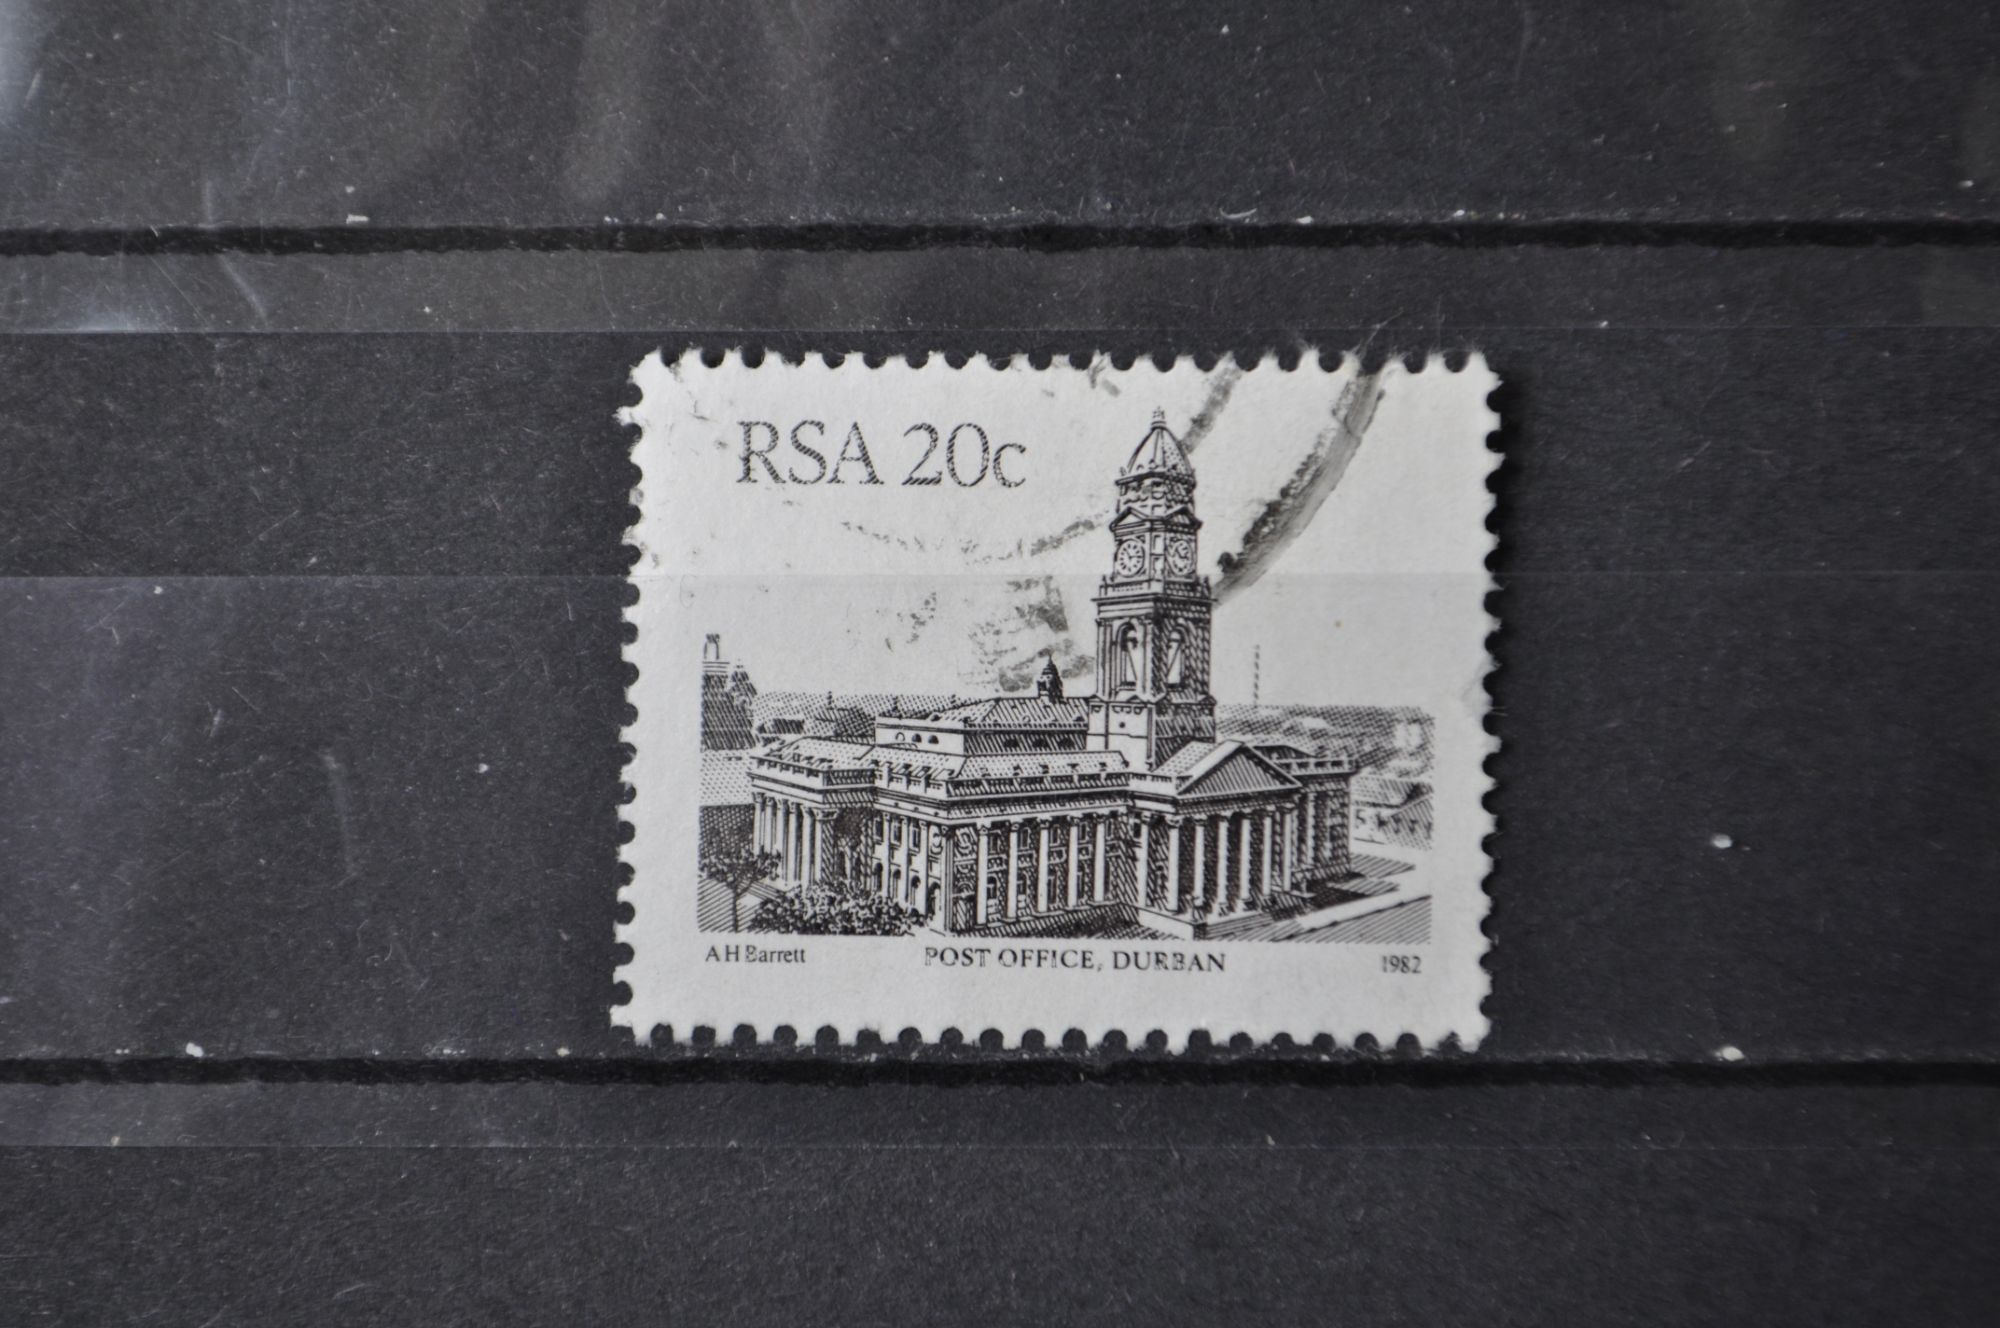 RSA 20c
A H Barrett POST OFFICE, DURBAN 1982